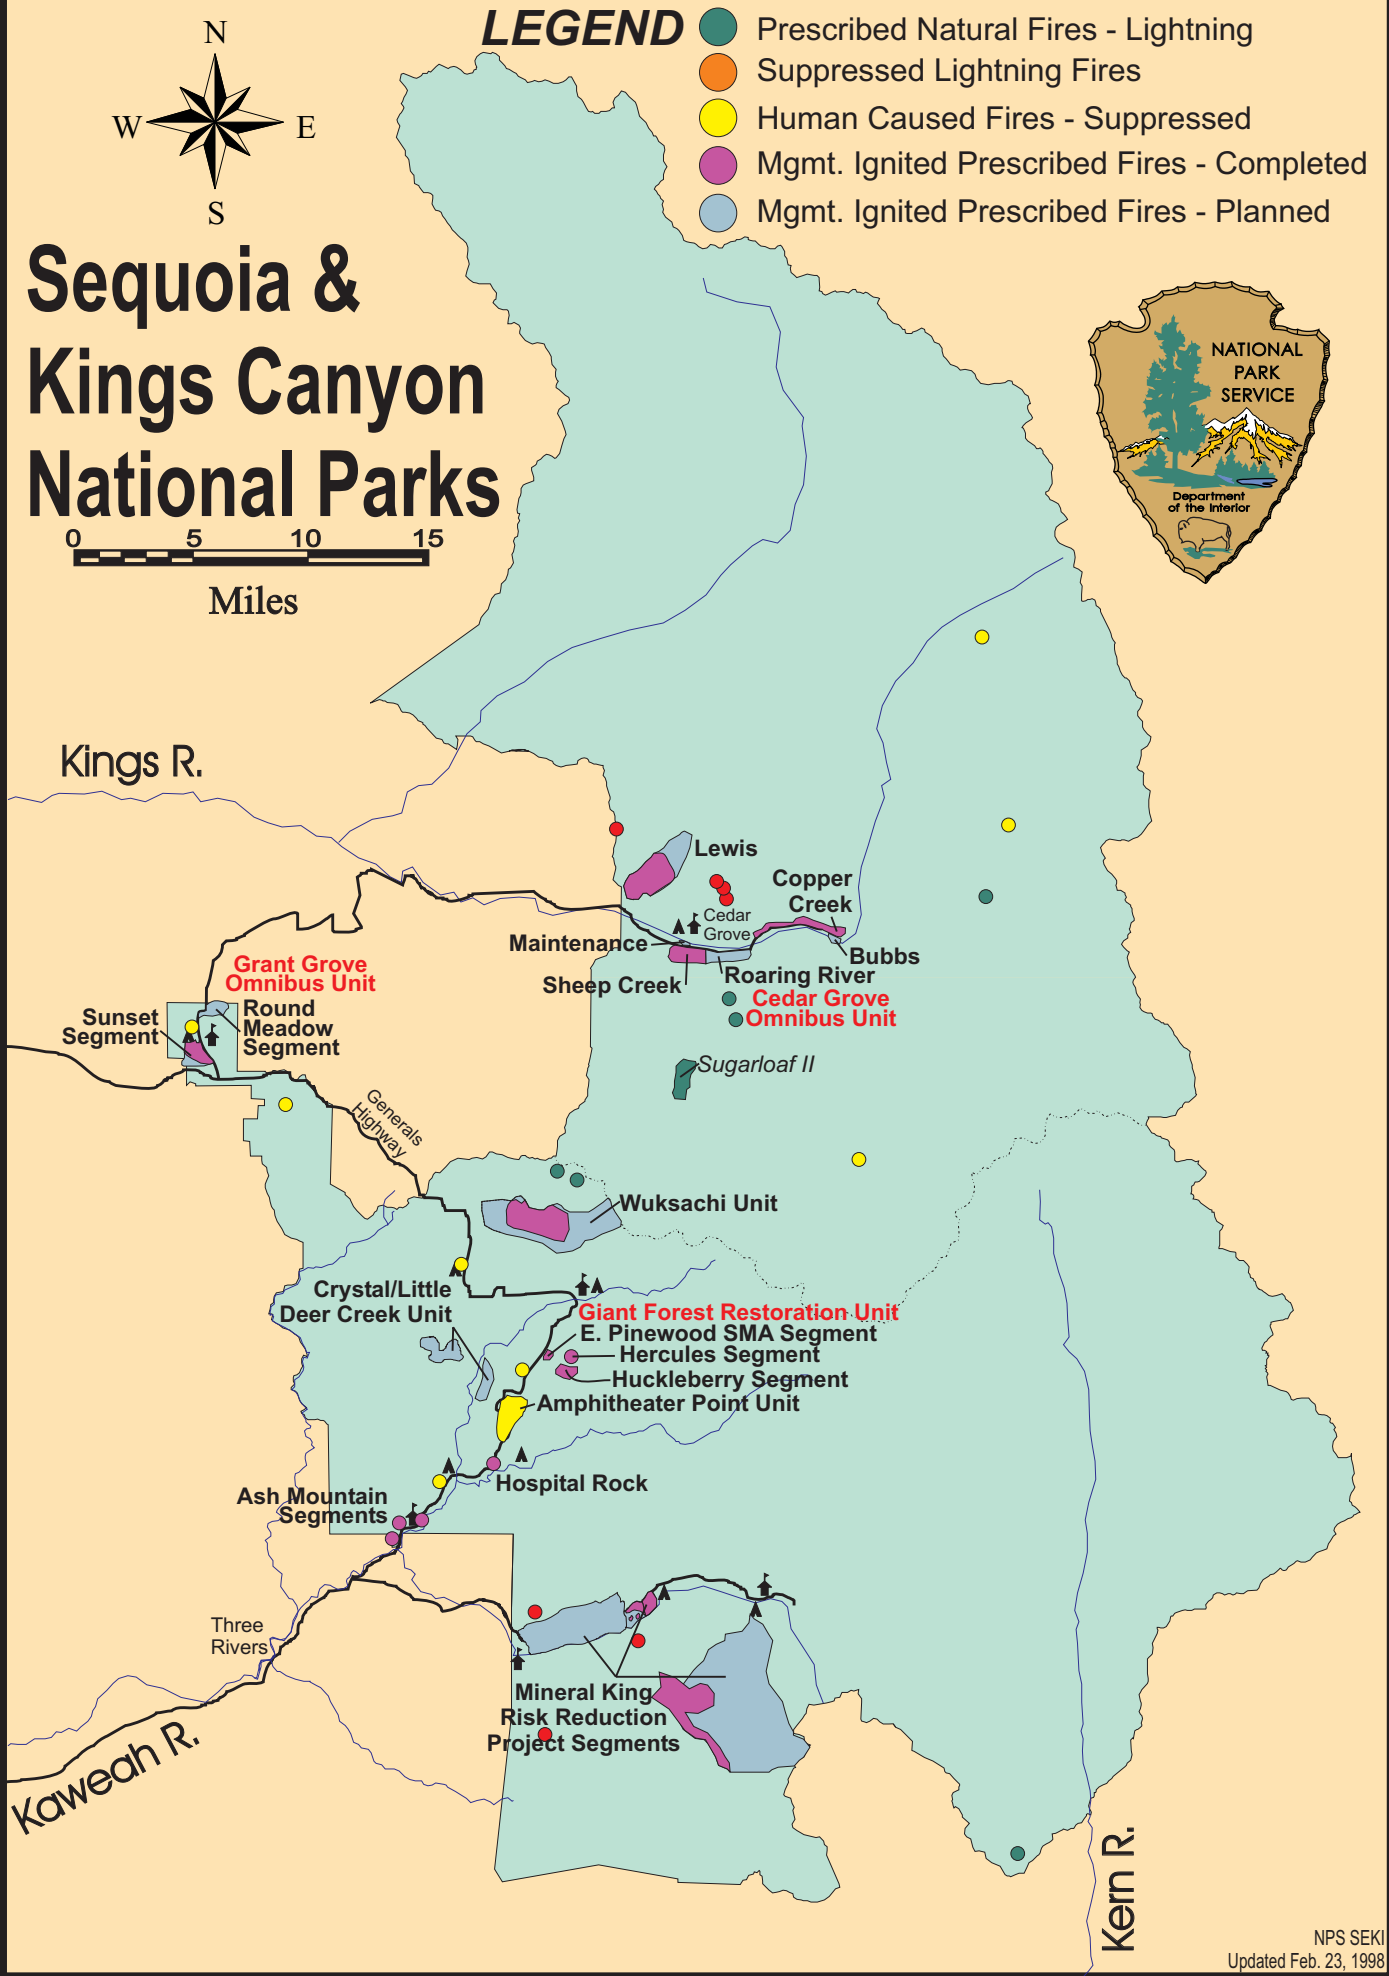 LEGEND
Prescribed Natural Fires - Lightning
Suppressed Lightning Fires
Human Caused Fires - Suppressed
Mgmt. Ignited Prescribed Fires - Completed
Mgmt. Ignited Prescribed Fires - Planned
N
W
E
S
Sequoia &
Kings Canyon
National Parks
0 5 10 15
Miles
NATIONAL
PARK
SERVICE
Department
of the Interior
Kings R.
Lewis
Copper
Creek
Cedar
Grove
Maintenance
Bubbs
Roaring River
Sheep Creek
Cedar Grove
Omnibus Unit
Grant Grove
Omnibus Unit
Round
Meadow
Segment
Sunset
Segment
Sugarloaf II
Generals
Highway
Wuksachi Unit
Crystal/Little
Deer Creek Unit
Giant Forest Restoration Unit
E. Pinewood SMA Segment
Hercules Segment
Huckleberry Segment
Amphitheater Point Unit
Hospital Rock
Ash Mountain
Segments
Three
Rivers
Mineral King
Risk Reduction
Project Segments
Kaweah R.
Kern R.
NPS SEKI
Updated Feb. 23, 1998